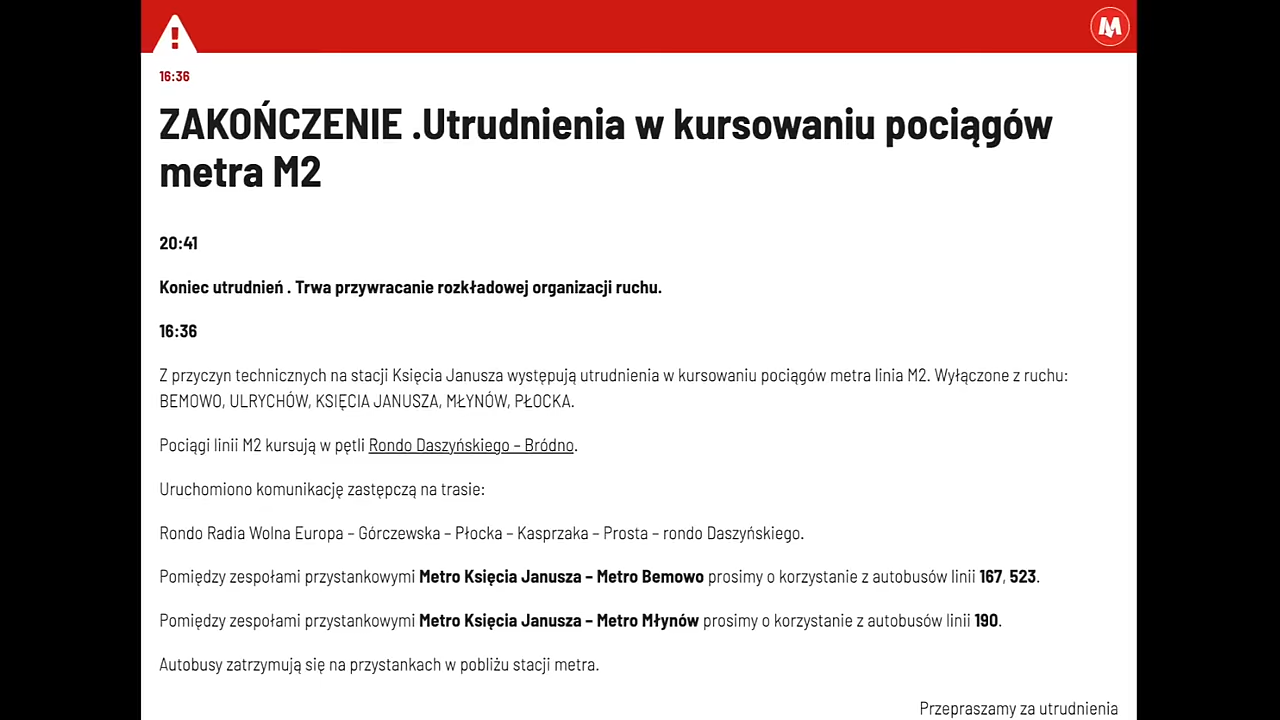 16:36
ZAKOŃCZENIE .Utrudnienia w kursowaniu pociągów
metra M2
20:41
Koniec utrudnień . Trwa przywracanie rozkładowej organizacji ruchu.
16:36
Z przyczyn technicznych na stacji Księcia Janusza występują utrudnienia w kursowaniu pociągów metra linia M2. Wyłączone z ruchu:
BEMOWO, ULRYCHÓW, KSIĘCIA JANUSZA, MŁYNÓW, PŁOCKA.
Pociągi linii M2 kursują w pętli Rondo Daszyńskiego – Bródno.
Uruchomiono komunikację zastępczą na trasie:
Rondo Radia Wolna Europa – Górczewska – Płocka – Kasprzaka – Prosta – rondo Daszyńskiego.
Pomiędzy zespołami przystankowymi Metro Księcia Janusza – Metro Bemowo prosimy o korzystanie z autobusów linii 167, 523.
Pomiędzy zespołami przystankowymi Metro Księcia Janusza – Metro Młynów prosimy o korzystanie z autobusów linii 190.
Autobusy zatrzymują się na przystankach w pobliżu stacji metra.
Przepraszamy za utrudnienia